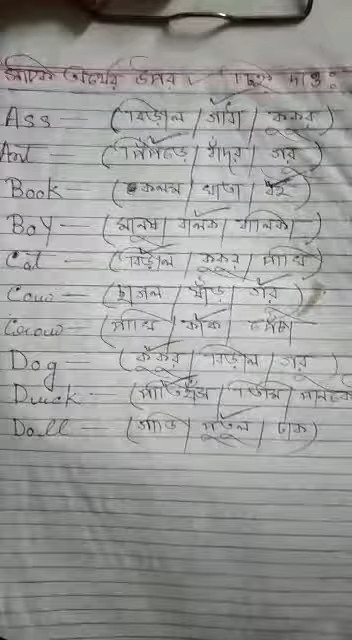 সঠিক অর্থের উপর ✓ চিহ্ন দাও :
Ass — (বিড়াল / গাঁধা / কুকুর)
Ant — (পিঁপঁড়ে / বাঁদর / গরু
Book — (কলম / খাতা / বই)
BoY — (মানুষ / বালক / বালিকা)
Cat — (বিড়াল / কুকুর / পাখি)
Cow — (ছাগল / ষাঁড় / গরু)
Crow — (পাখি / কাঁক / পেঁচা
Dog — (কুকুর / বিড়াল / গরু)
Duck — (পাতিহাঁস /
Doll — (গাড়ি / পুতুল / ঢাক)